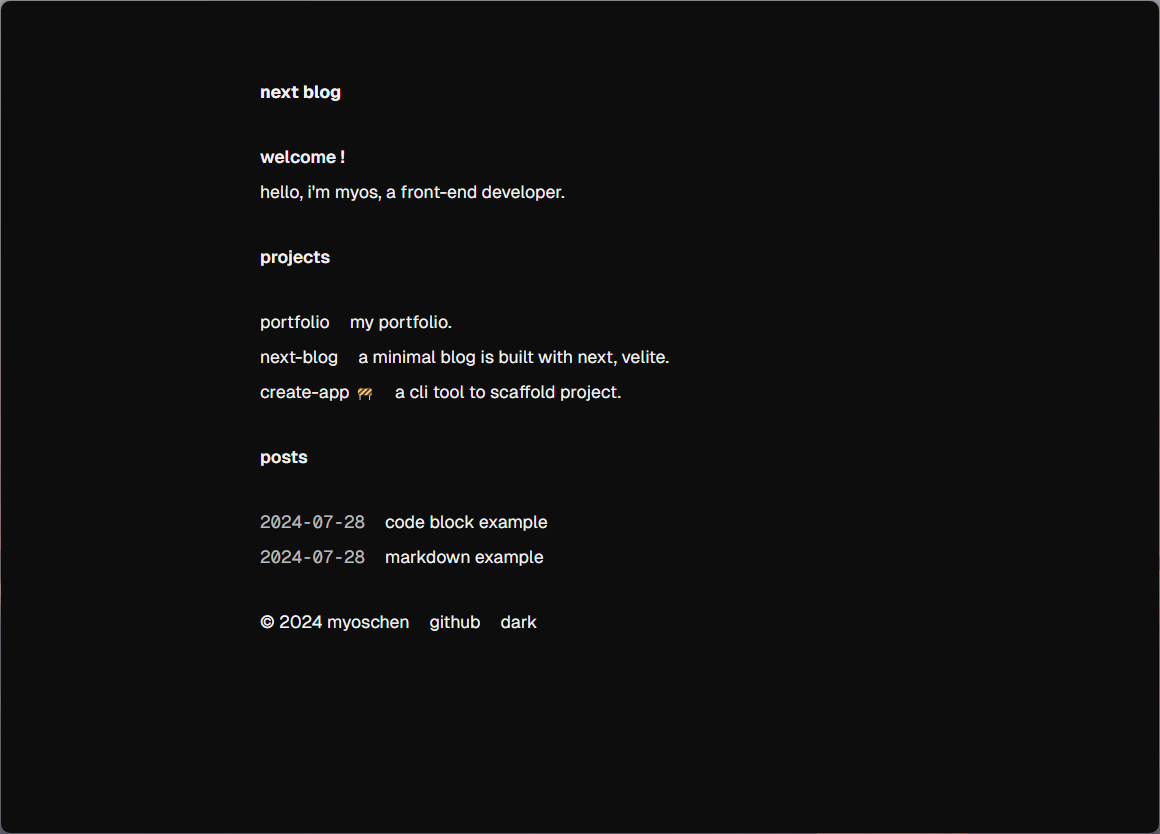 next blog
welcome !
hello, i'm myos, a front-end developer.
projects
portfolio my portfolio.
next-blog a minimal blog is built with next, velite.
create-app 🚧 a cli tool to scaffold project.
posts
2024-07-28 code block example
2024-07-28 markdown example
© 2024 myoschen github dark